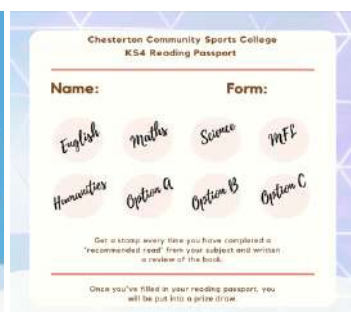 Chesterton Community Sports College
KS4 Reading Passport
Name: Form:
English Maths Science MFL
Humanities Option A Option B Option C
Get a stamp every time you have completed a
"recommended read" from your subject and written
a review of the book.
Once you've filled in your reading passport, you
will be put into a prize draw.